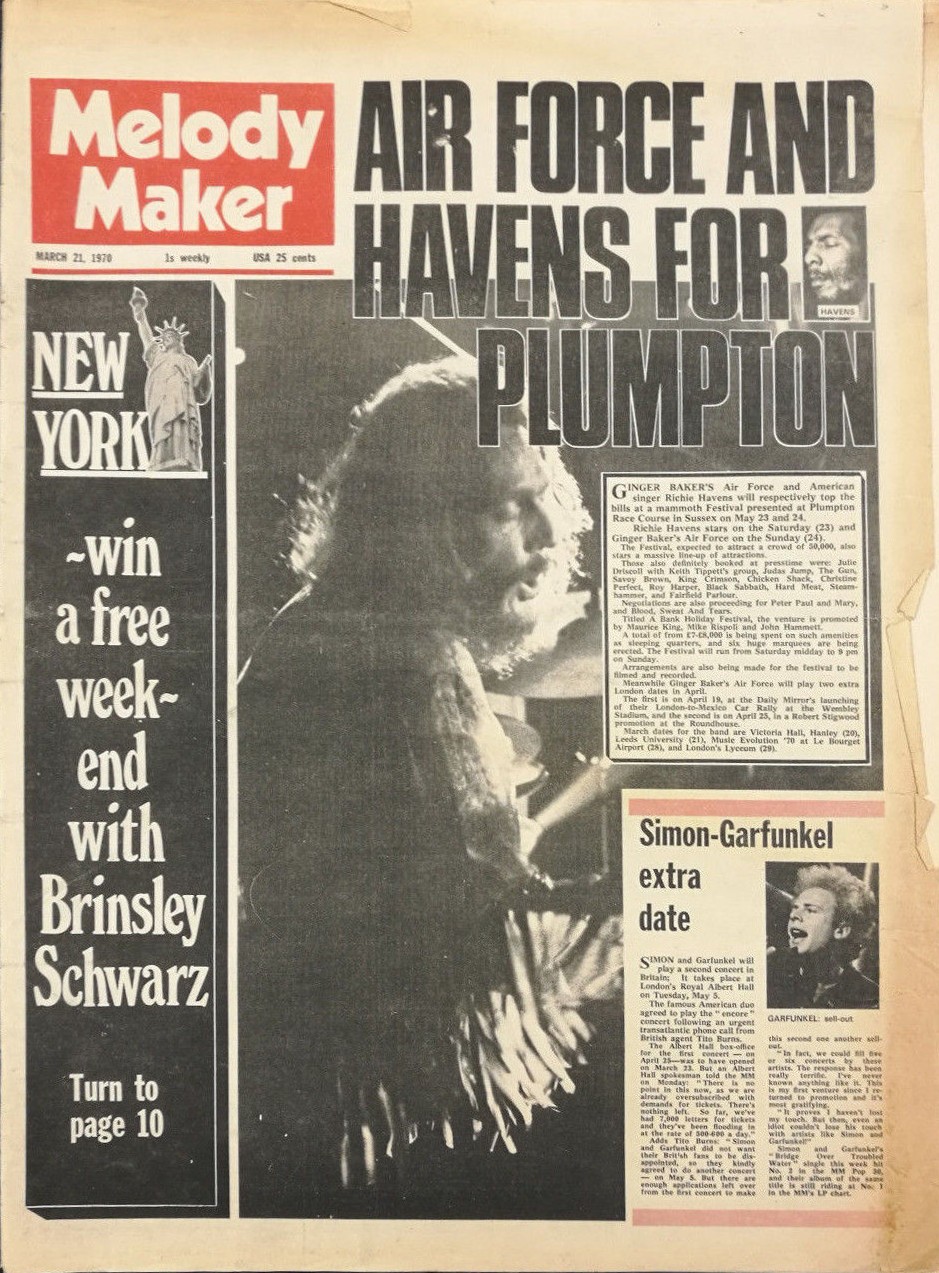 Melody
Maker
MARCH 21, 1970 1s weekly USA 25 cents
AIR FORCE AND
HAVENS FOR
PLUMPTON
HAVENS
NEW
YORK
~win
a free
week~
end
with
Brinsley
Schwarz
Turn to
page 10
GINGER BAKER'S Air Force and American
singer Richie Havens will respectively top the
bills at a mammoth Festival presented at Plumpton
Race Course in Sussex on May 23 and 24.
Richie Havens stars on the Saturday (23) and
Ginger Baker's Air Force on the Sunday (24).
The Festival, expected to attract a crowd of 50,000, also
stars a massive line-up of attractions.
Those also definitely booked at presstime were: Julie
Driscoll with Keith Tippett's group, Judas Jump, The Gun,
Savoy Brown, King Crimson, Chicken Shack, Christine
Perfect, Roy Harper, Black Sabbath, Hard Meat, Steam-
hammer, and Fairfield Parlour.
Negotiations are also proceeding for Peter Paul and Mary,
and Blood, Sweat And Tears.
Titled A Bank Holiday Festival, the venture is promoted
by Maurice King, Mike Rispoli and John Hammett.
A total of from £7-£8,000 is being spent on such amenities
as sleeping quarters, and six huge marquees are being
erected. The Festival will run from Saturday midday to 9 pm
on Sunday.
Arrangements are also being made for the festival to be
filmed and recorded.
Meanwhile Ginger Baker's Air Force will play two extra
London dates in April.
The first is on April 19, at the Daily Mirror's launching
of their London-to-Mexico Car Rally at the Wembley
Stadium, and the second is on April 25, in a Robert Stigwood
promotion at the Roundhouse.
March dates for the band are Victoria Hall, Hanley (20),
Leeds University (21), Music Evolution '70 at Le Bourget
Airport (28), and London's Lyceum (29).
Simon-Garfunkel
extra
date
SIMON and Garfunkel will
play a second concert in
Britain; It takes place at
London's Royal Albert Hall
on Tuesday, May 5.
The famous American duo
agreed to play the "encore"
concert following an urgent
transatlantic phone call from
British agent Tito Burns.
The Albert Hall box-office
for the first concert — on
April 25—was to have opened
on March 23. But an Albert
Hall spokesman told the MM
on Monday: "There is no
point in this now, as we are
already oversubscribed with
demands for tickets. There's
nothing left. So far, we've
had 7,000 letters for tickets
and they've been flooding in
at the rate of 500-600 a day."
Adds Tito Burns: "Simon
and Garfunkel did not want
their British fans to be dis-
appointed, so they kindly
agreed to do another concert
— on May 5. But there are
enough applications left over
from the first concert to make
GARFUNKEL: sell-out
this second one another sell-
out.
"In fact, we could fill five
or six concerts by these
artists. The response has been
really terrific. I've never
known anything like it. This
is my first venture since I re-
turned to promotion and it's
most gratifying.
"It proves I haven't lost
my touch. But then, even an
idiot couldn't lose his touch
with artists like Simon and
Garfunkel!"
Simon and Garfunkel's
"Bridge Over Troubled
Water" single this week hit
No. 2 in the MM Pop 30,
and their album of the same
title is still riding at No. 1
in the MM's LP chart.